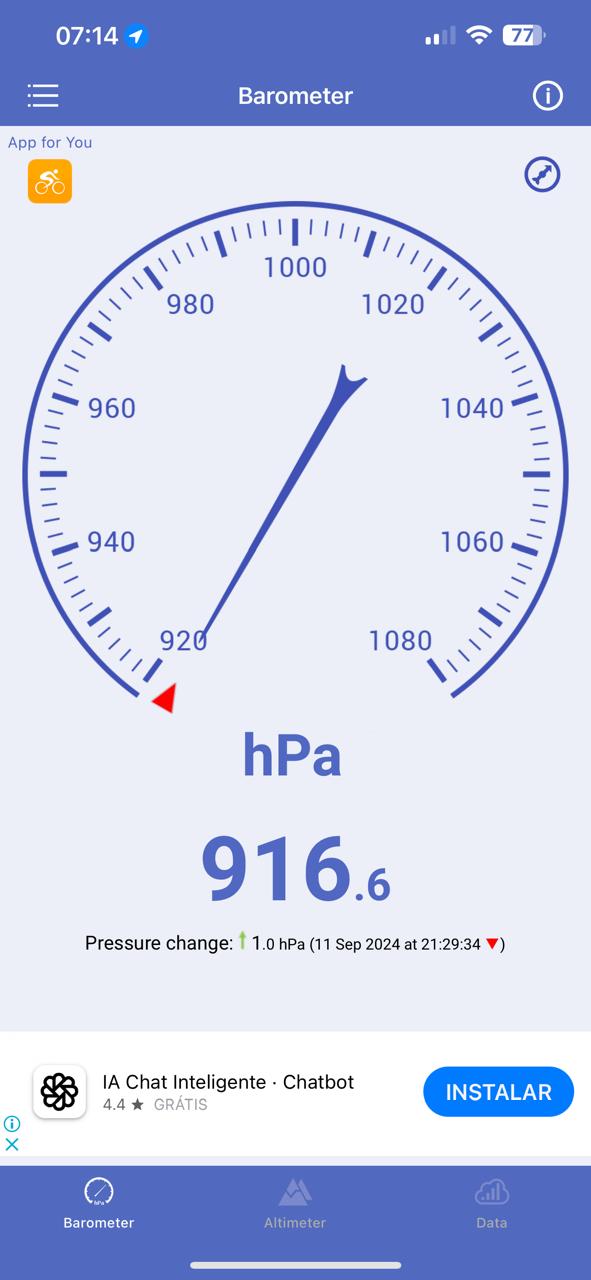 07:14
77
Barometer
App for You
1000
980
1020
960
1040
940
1060
920
1080
hPa
916.6
Pressure change: 1.0 hPa (11 Sep 2024 at 21:29:34 ▼)
IA Chat Inteligente · Chatbot
4.4 ★ GRÁTIS
INSTALAR
hPa
Barometer
Altimeter
Data